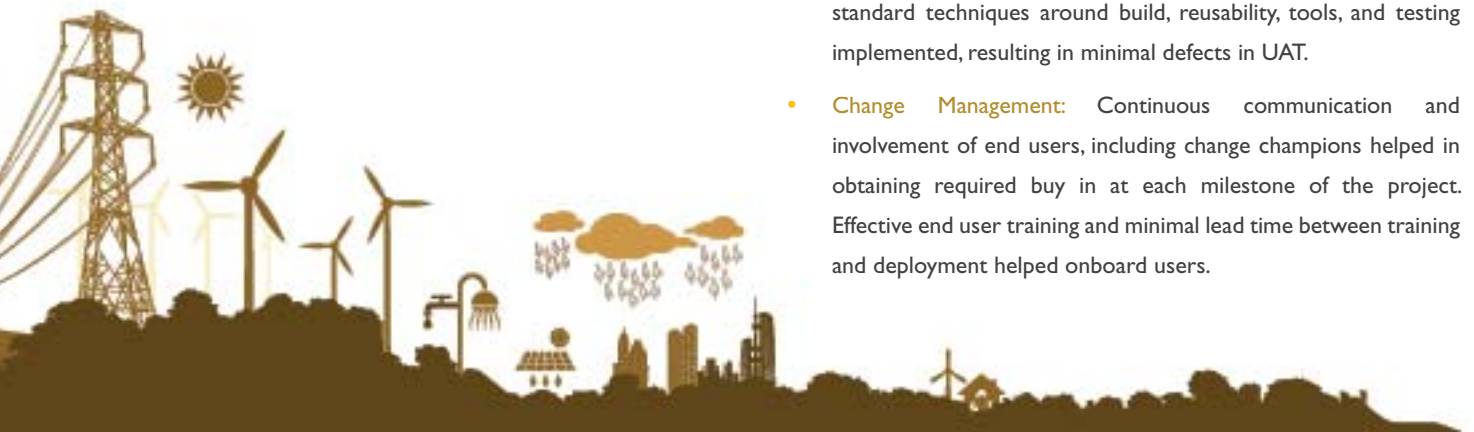 standard techniques around build, reusability, tools, and testing
implemented, resulting in minimal defects in UAT.
• Change Management: Continuous communication and
involvement of end users, including change champions helped in
obtaining required buy in at each milestone of the project.
Effective end user training and minimal lead time between training
and deployment helped onboard users.